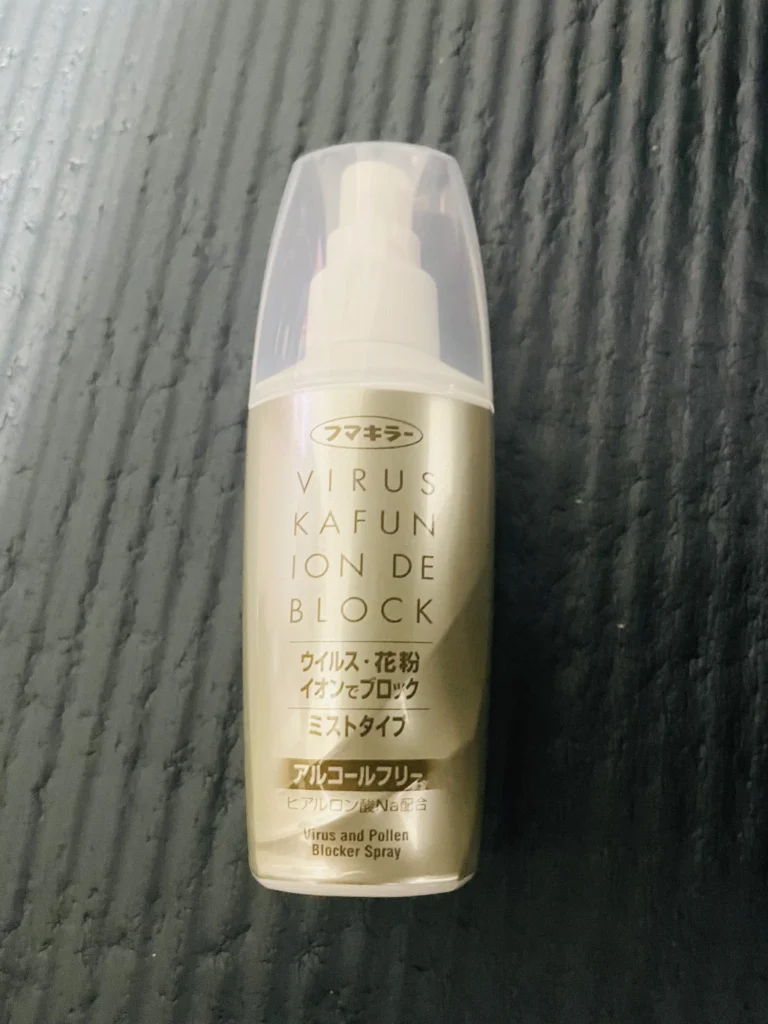 フマキラー
VIRUS
KAFUN
ION DE
BLOCK
ウイルス・花粉
イオンでブロック
ミストタイプ
アルコールフリー
ヒアルロン酸Na配合
Virus and Pollen
Blocker Spray